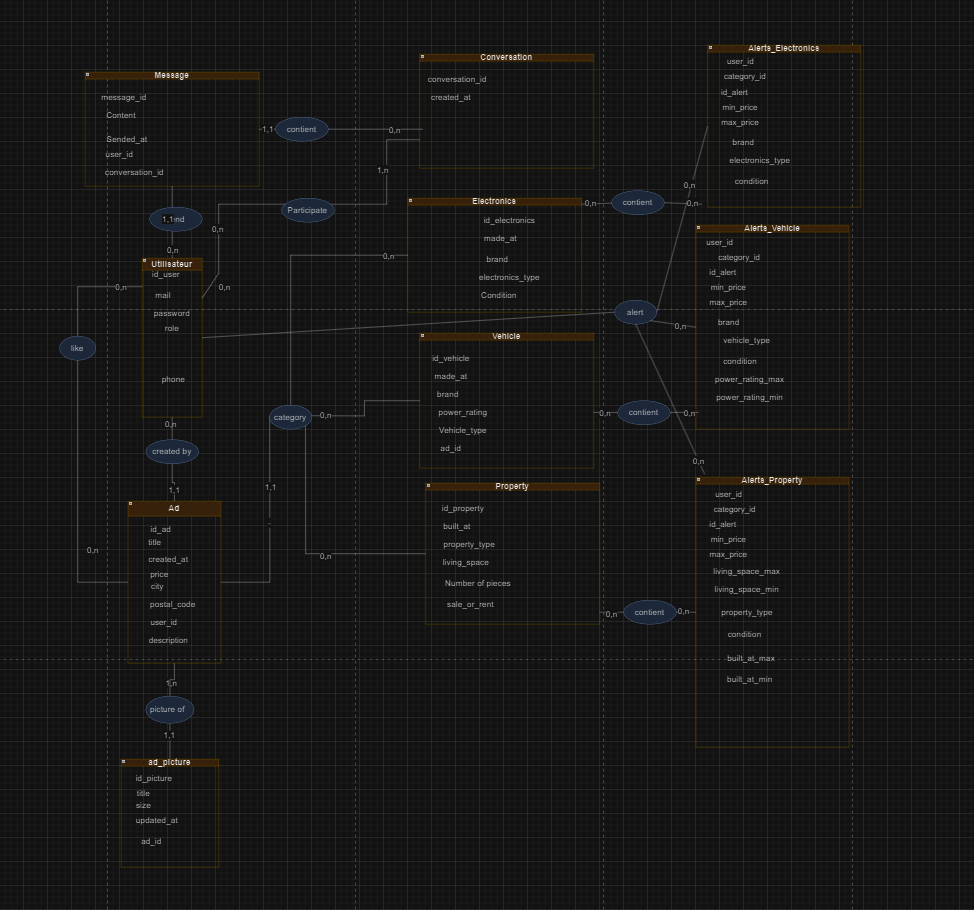 Message
message_id
Content
Sended_at
user_id
conversation_id
1,1
contient
0,n
Conversation
conversation_id
created_at
1,n
Participate
0,n
0,n
1,1
0,n
Utilisateur
id_user
mail
password
role
phone
0,n
like
0,n
0,n
created by
1,1
Ad
id_ad
title
created_at
price
city
postal_code
user_id
description
1,n
picture of
1,1
ad_picture
id_picture
title
size
updated_at
ad_id
category
0,n
0,n
0,n
1,1
Electronics
id_electronics
made_at
brand
electronics_type
Condition
0,n
contient
0,n
Vehicle
id_vehicle
made_at
brand
power_rating
Vehicle_type
ad_id
0,n
contient
0,n
Property
id_property
built_at
property_type
living_space
Number of pieces
sale_or_rent
0,n
contient
0,n
alert
0,n
0,n
0,n
Alerts_Electronics
user_id
category_id
id_alert
min_price
max_price
brand
electronics_type
condition
Alerts_Vehicle
user_id
category_id
id_alert
min_price
max_price
brand
vehicle_type
condition
power_rating_max
power_rating_min
Alerts_Property
user_id
category_id
id_alert
min_price
max_price
living_space_max
living_space_min
property_type
condition
built_at_max
built_at_min